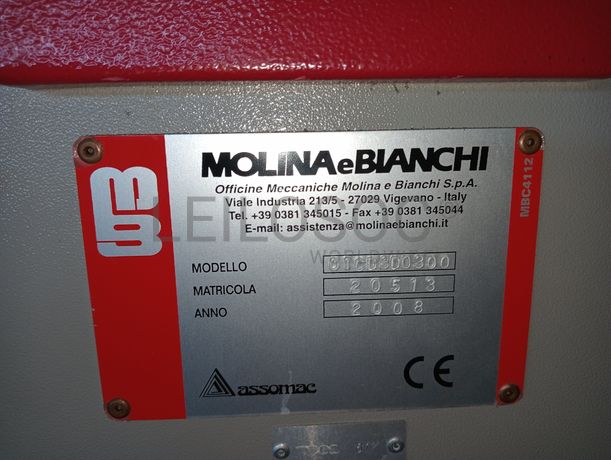 MOLINAeBIANCHI
Officine Meccaniche Molina e Bianchi S.p.A.
Viale Industria 213/5 - 27029 Vigevano - Italy
Tel. +39 0381 345015 - Fax +39 0381 345044
E-mail: assistenza@molinaebianchi.it
MODELLO
MATRICOLA 20513
ANNO 2008
assomac
CE
MBC4112
LEILOSOC